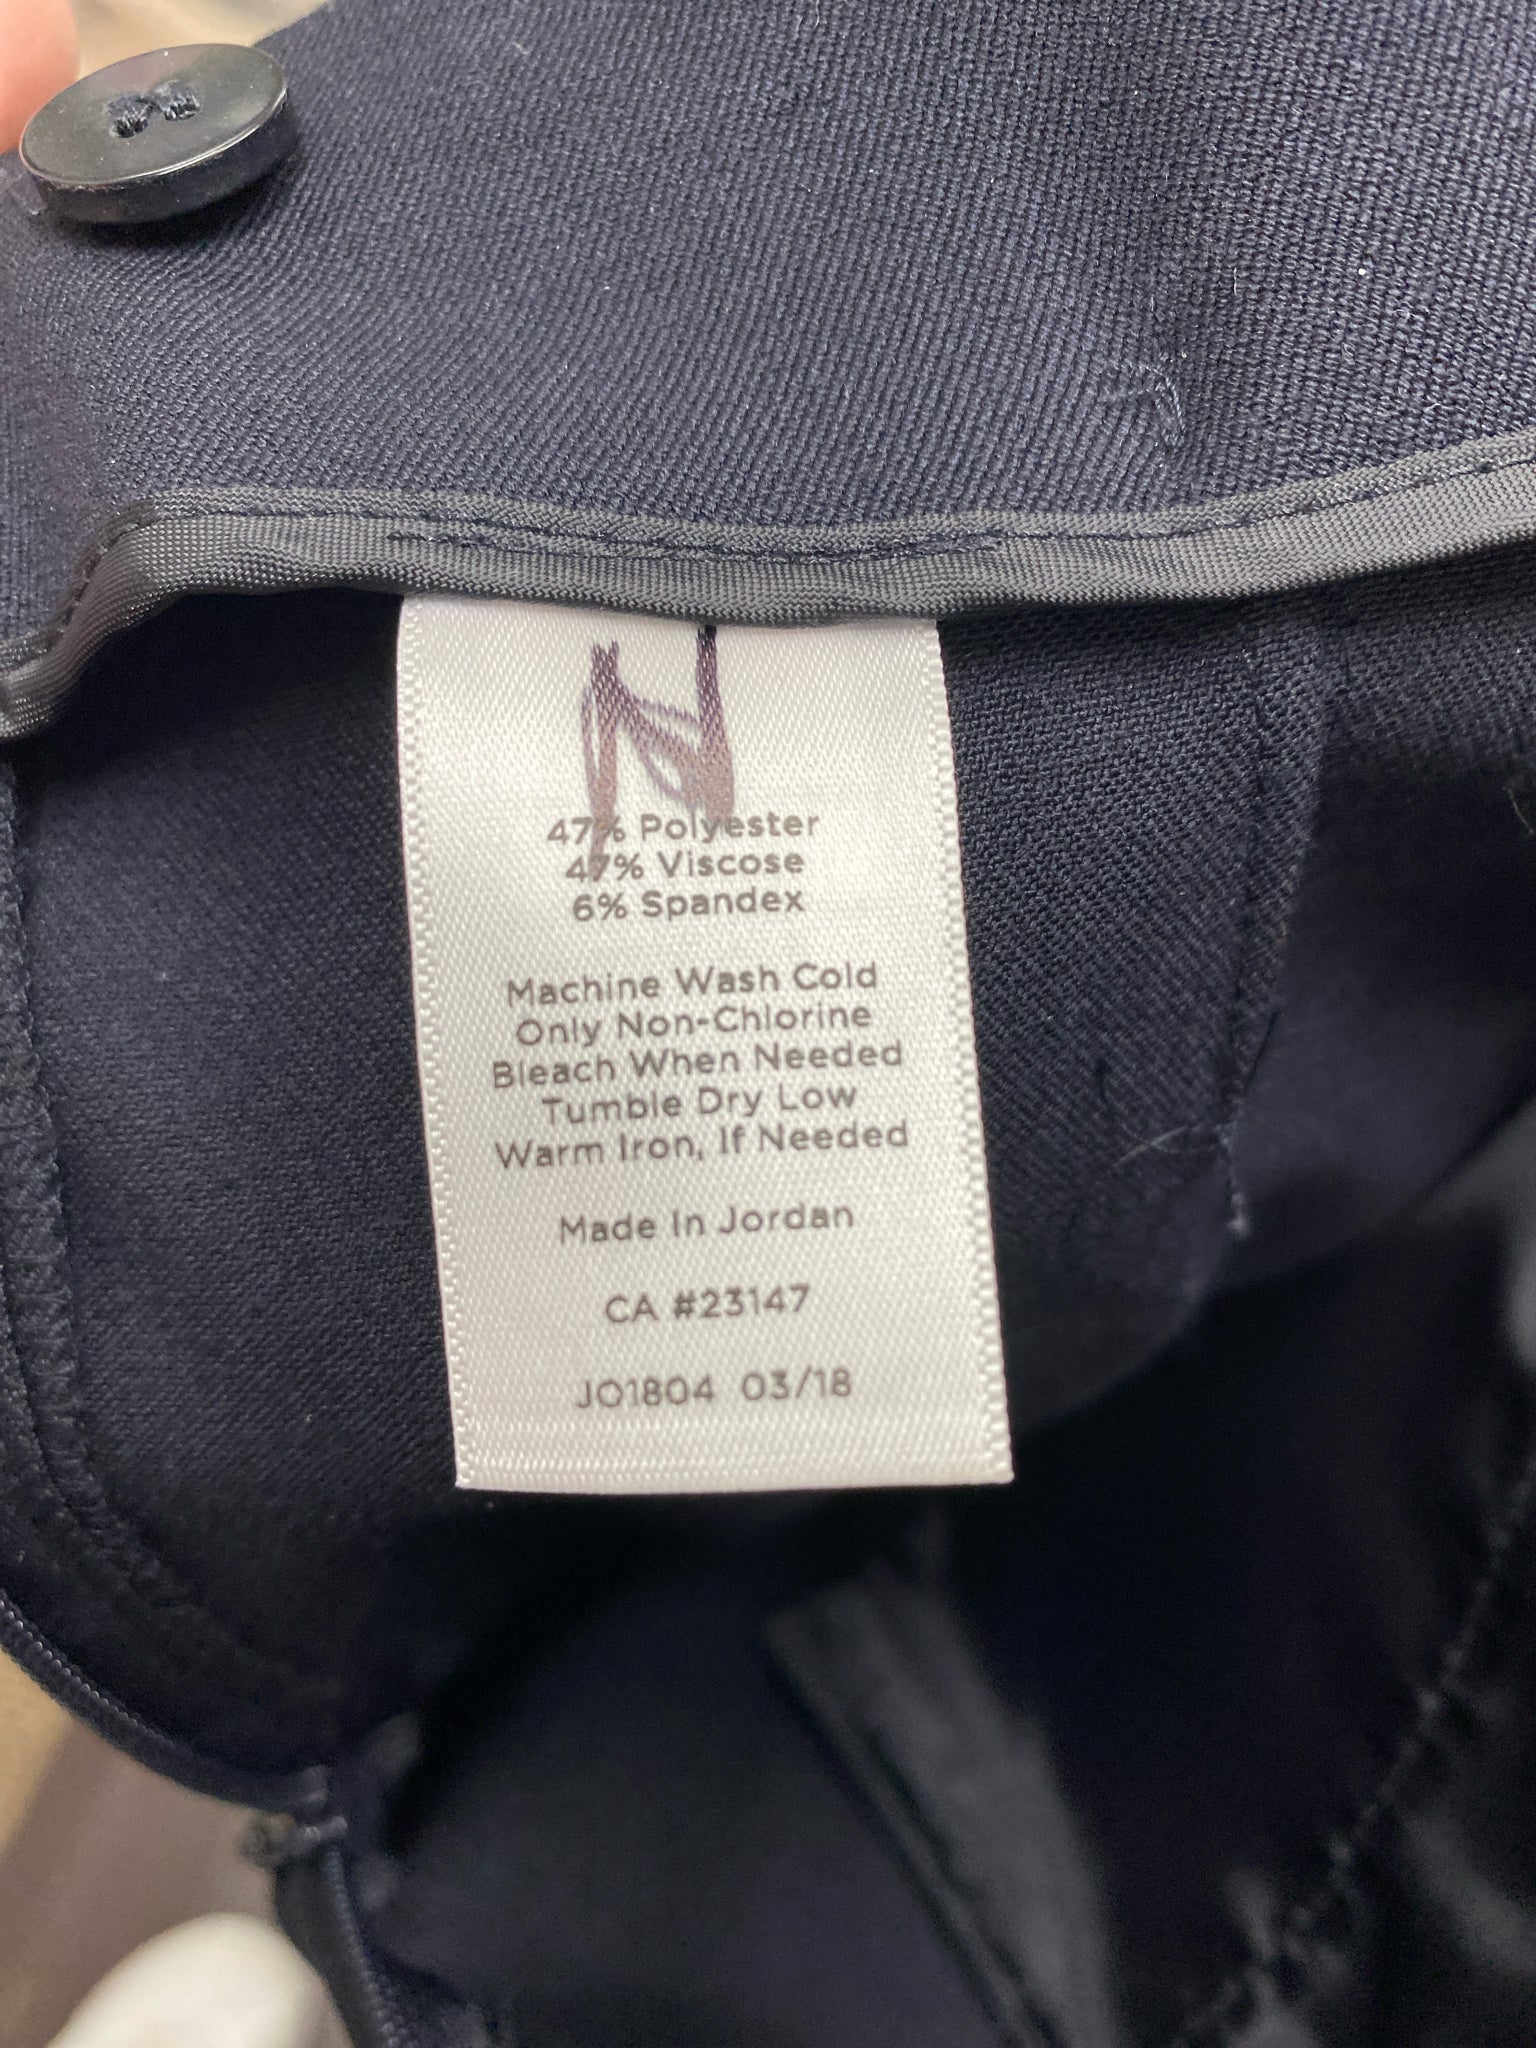 47% Polyester
47% Viscose
6% Spandex
Machine Wash Cold
Only Non-Chlorine
Bleach When Needed
Tumble Dry Low
Warm Iron, If Needed
Made In Jordan
CA #23147
JO1804 03/18